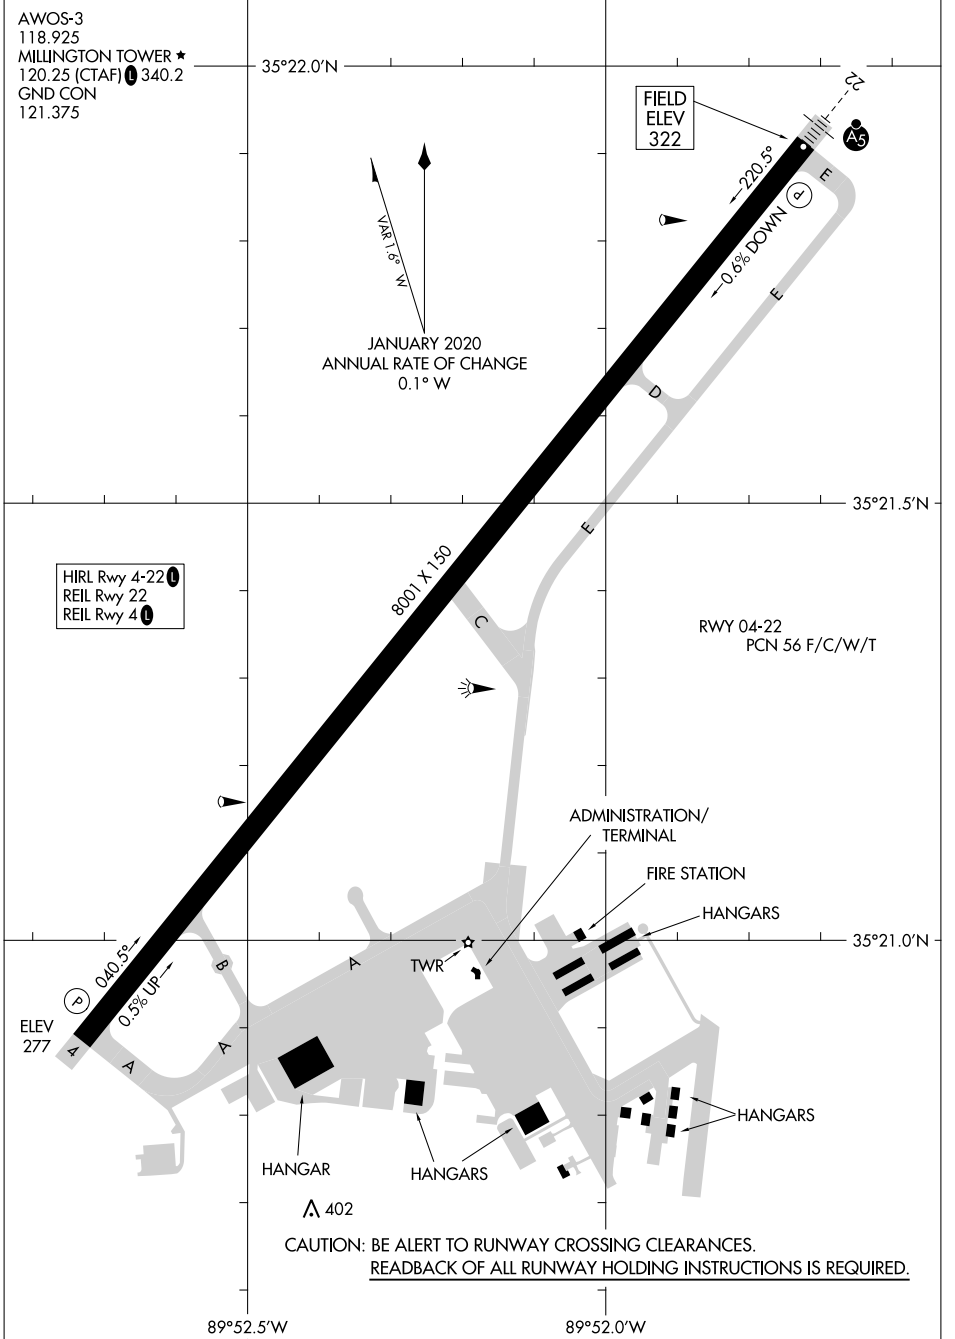 AWOS-3
118.925
MILLINGTON TOWER ★
120.25 (CTAF) L 340.2
GND CON
121.375
35°22.0'N
22
FIELD
ELEV
322
A5
220.5°
E
P
0.6% DOWN
VAR 1.6° W
E
JANUARY 2020
ANNUAL RATE OF CHANGE
0.1° W
D
35°21.5'N
E
8001 X 150
HIRL Rwy 4-22 L
REIL Rwy 22
REIL Rwy 4 L
C
RWY 04-22
PCN 56 F/C/W/T
ADMINISTRATION/
TERMINAL
FIRE STATION
HANGARS
35°21.0'N
040.5°
B
A
TWR
P
0.5% UP
ELEV
277
4
A
A
HANGARS
HANGAR
HANGARS
402
CAUTION: BE ALERT TO RUNWAY CROSSING CLEARANCES.
READBACK OF ALL RUNWAY HOLDING INSTRUCTIONS IS REQUIRED.
89°52.5'W
89°52.0'W